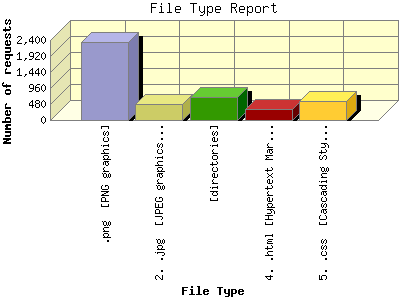 File Type Report
Number of requests
2,400
1,920
1,440
960
480
0
.png [PNG graphics]
2. .jpg [JPEG graphics...
[directories]
4. .html [Hypertext Mar...
5. .css [Cascading Sty...
File Type